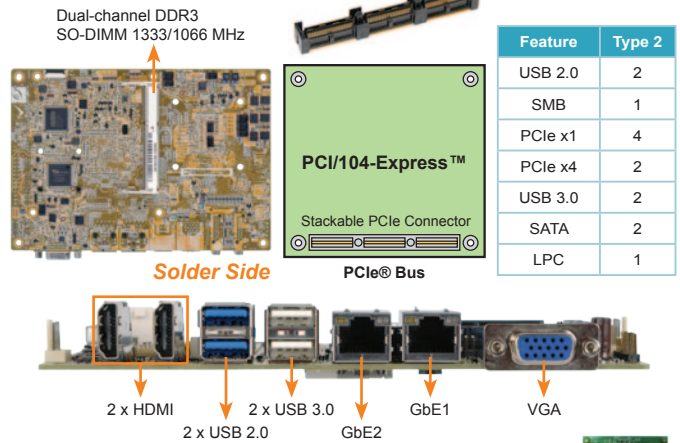 Dual-channel DDR3
SO-DIMM 1333/1066 MHz
Solder Side
PCI/104-Express™
Stackable PCIe Connector
PCIe® Bus
Feature Type 2
USB 2.0 2
SMB 1
PCIe x1 4
PCIe x4 2
USB 3.0 2
SATA 2
LPC 1
2 x HDMI
2 x USB 2.0
2 x USB 3.0
GbE2
GbE1
VGA